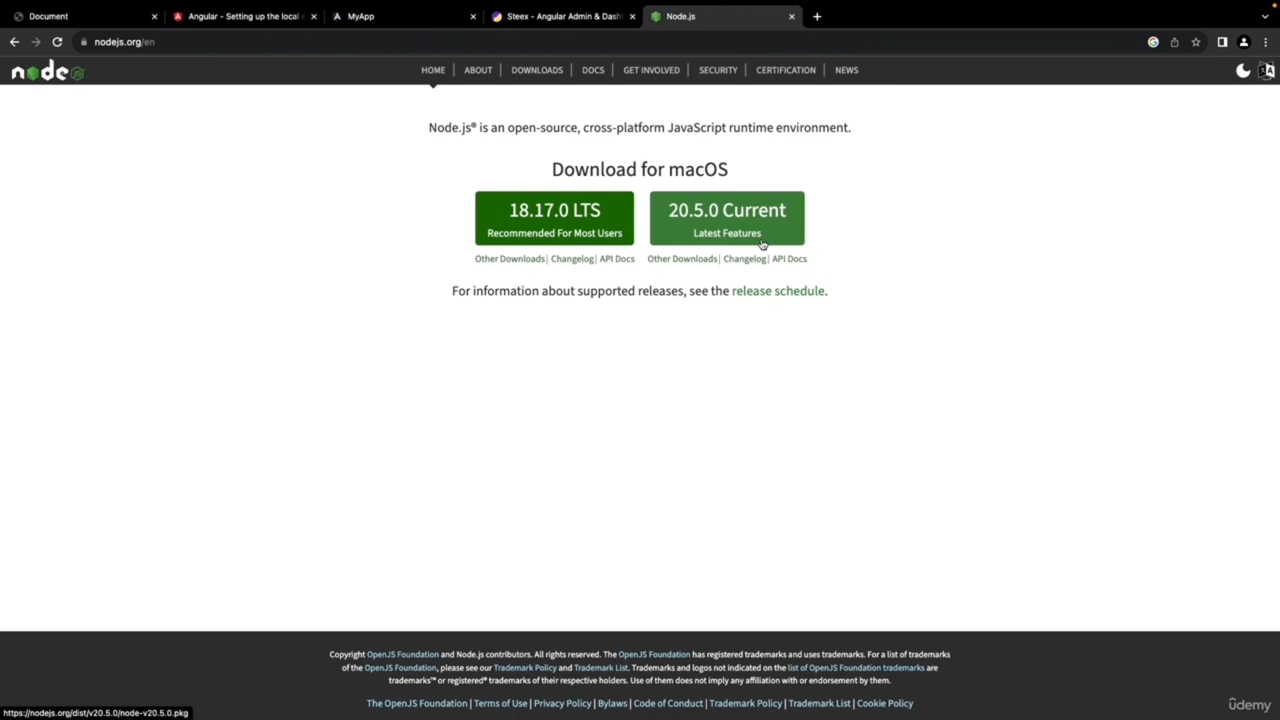 Document
Angular - Setting up the local
MyApp
Steex - Angular Admin & Dash
Node.js
nodejs.org/en
node
HOME | ABOUT | DOWNLOADS | DOCS | GET INVOLVED | SECURITY | CERTIFICATION | NEWS
Node.js® is an open-source, cross-platform JavaScript runtime environment.
Download for macOS
18.17.0 LTS
Recommended For Most Users
20.5.0 Current
Latest Features
Other Downloads | Changelog | API Docs
Other Downloads | Changelog | API Docs
For information about supported releases, see the release schedule.
Copyright OpenJS Foundation and Node.js contributors. All rights reserved. The OpenJS Foundation has registered trademarks and uses trademarks. For a list of trademarks
of the OpenJS Foundation, please see our Trademark Policy and Trademark List. Trademarks and logos not indicated on the list of OpenJS Foundation trademarks are
trademarks™ or registered® trademarks of their respective holders. Use of them does not imply any affiliation with or endorsement by them.
The OpenJS Foundation | Terms of Use | Privacy Policy | Bylaws | Code of Conduct | Trademark Policy | Trademark List | Cookie Policy
https://nodejs.org/dist/v20.5.0/node-v20.5.0.pkg
ûdemy